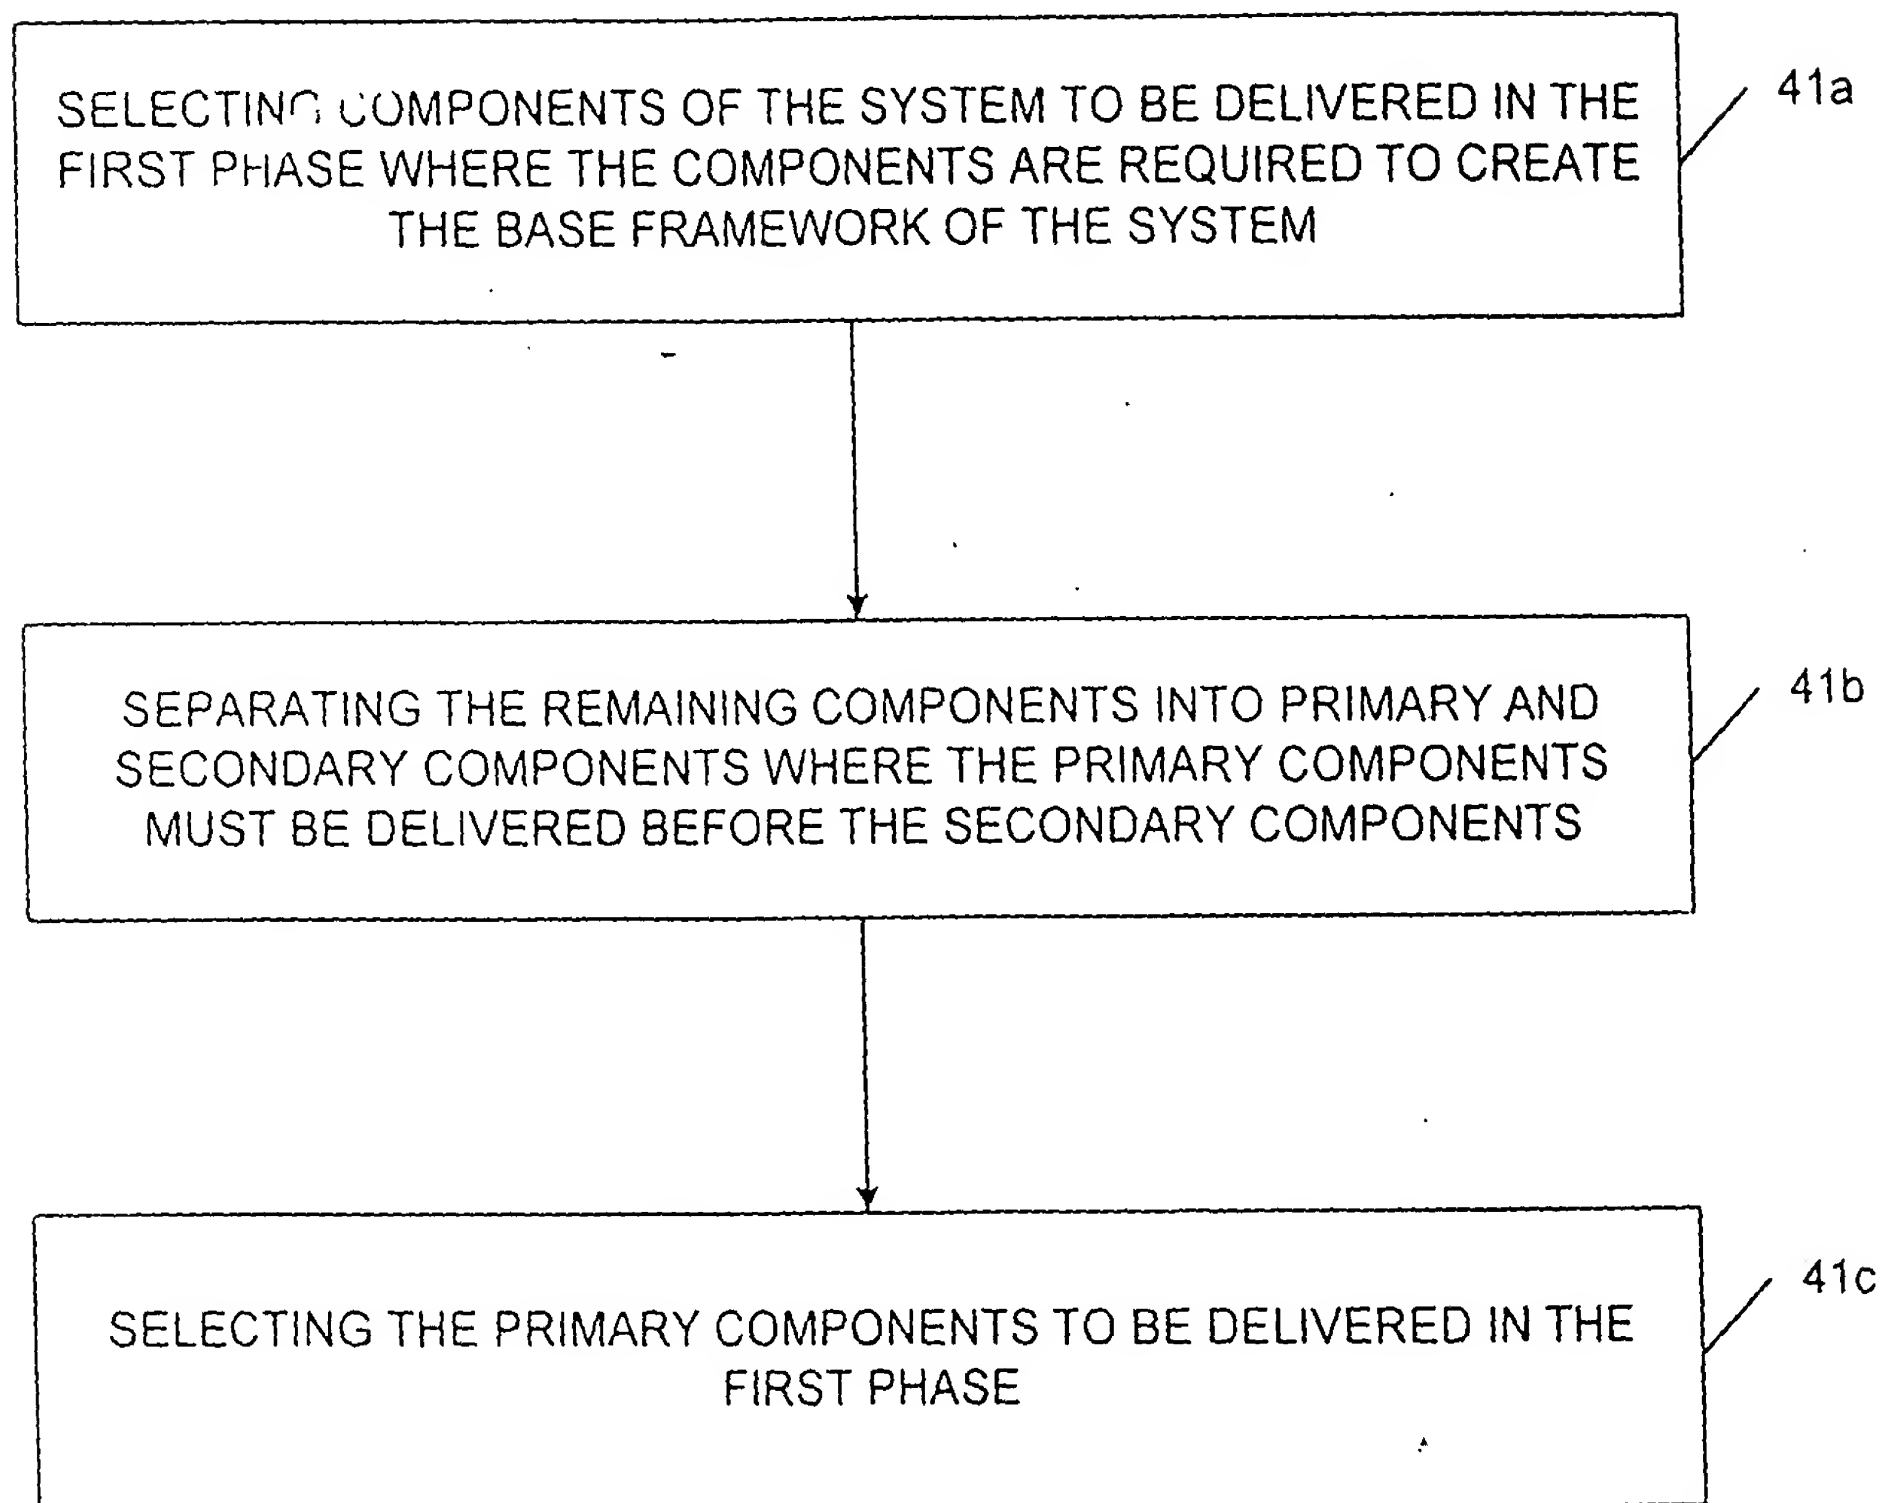 SELECTING COMPONENTS OF THE SYSTEM TO BE DELIVERED IN THE
FIRST PHASE WHERE THE COMPONENTS ARE REQUIRED TO CREATE
THE BASE FRAMEWORK OF THE SYSTEM
41a
SEPARATING THE REMAINING COMPONENTS INTO PRIMARY AND
SECONDARY COMPONENTS WHERE THE PRIMARY COMPONENTS
MUST BE DELIVERED BEFORE THE SECONDARY COMPONENTS
41b
SELECTING THE PRIMARY COMPONENTS TO BE DELIVERED IN THE
FIRST PHASE
41c